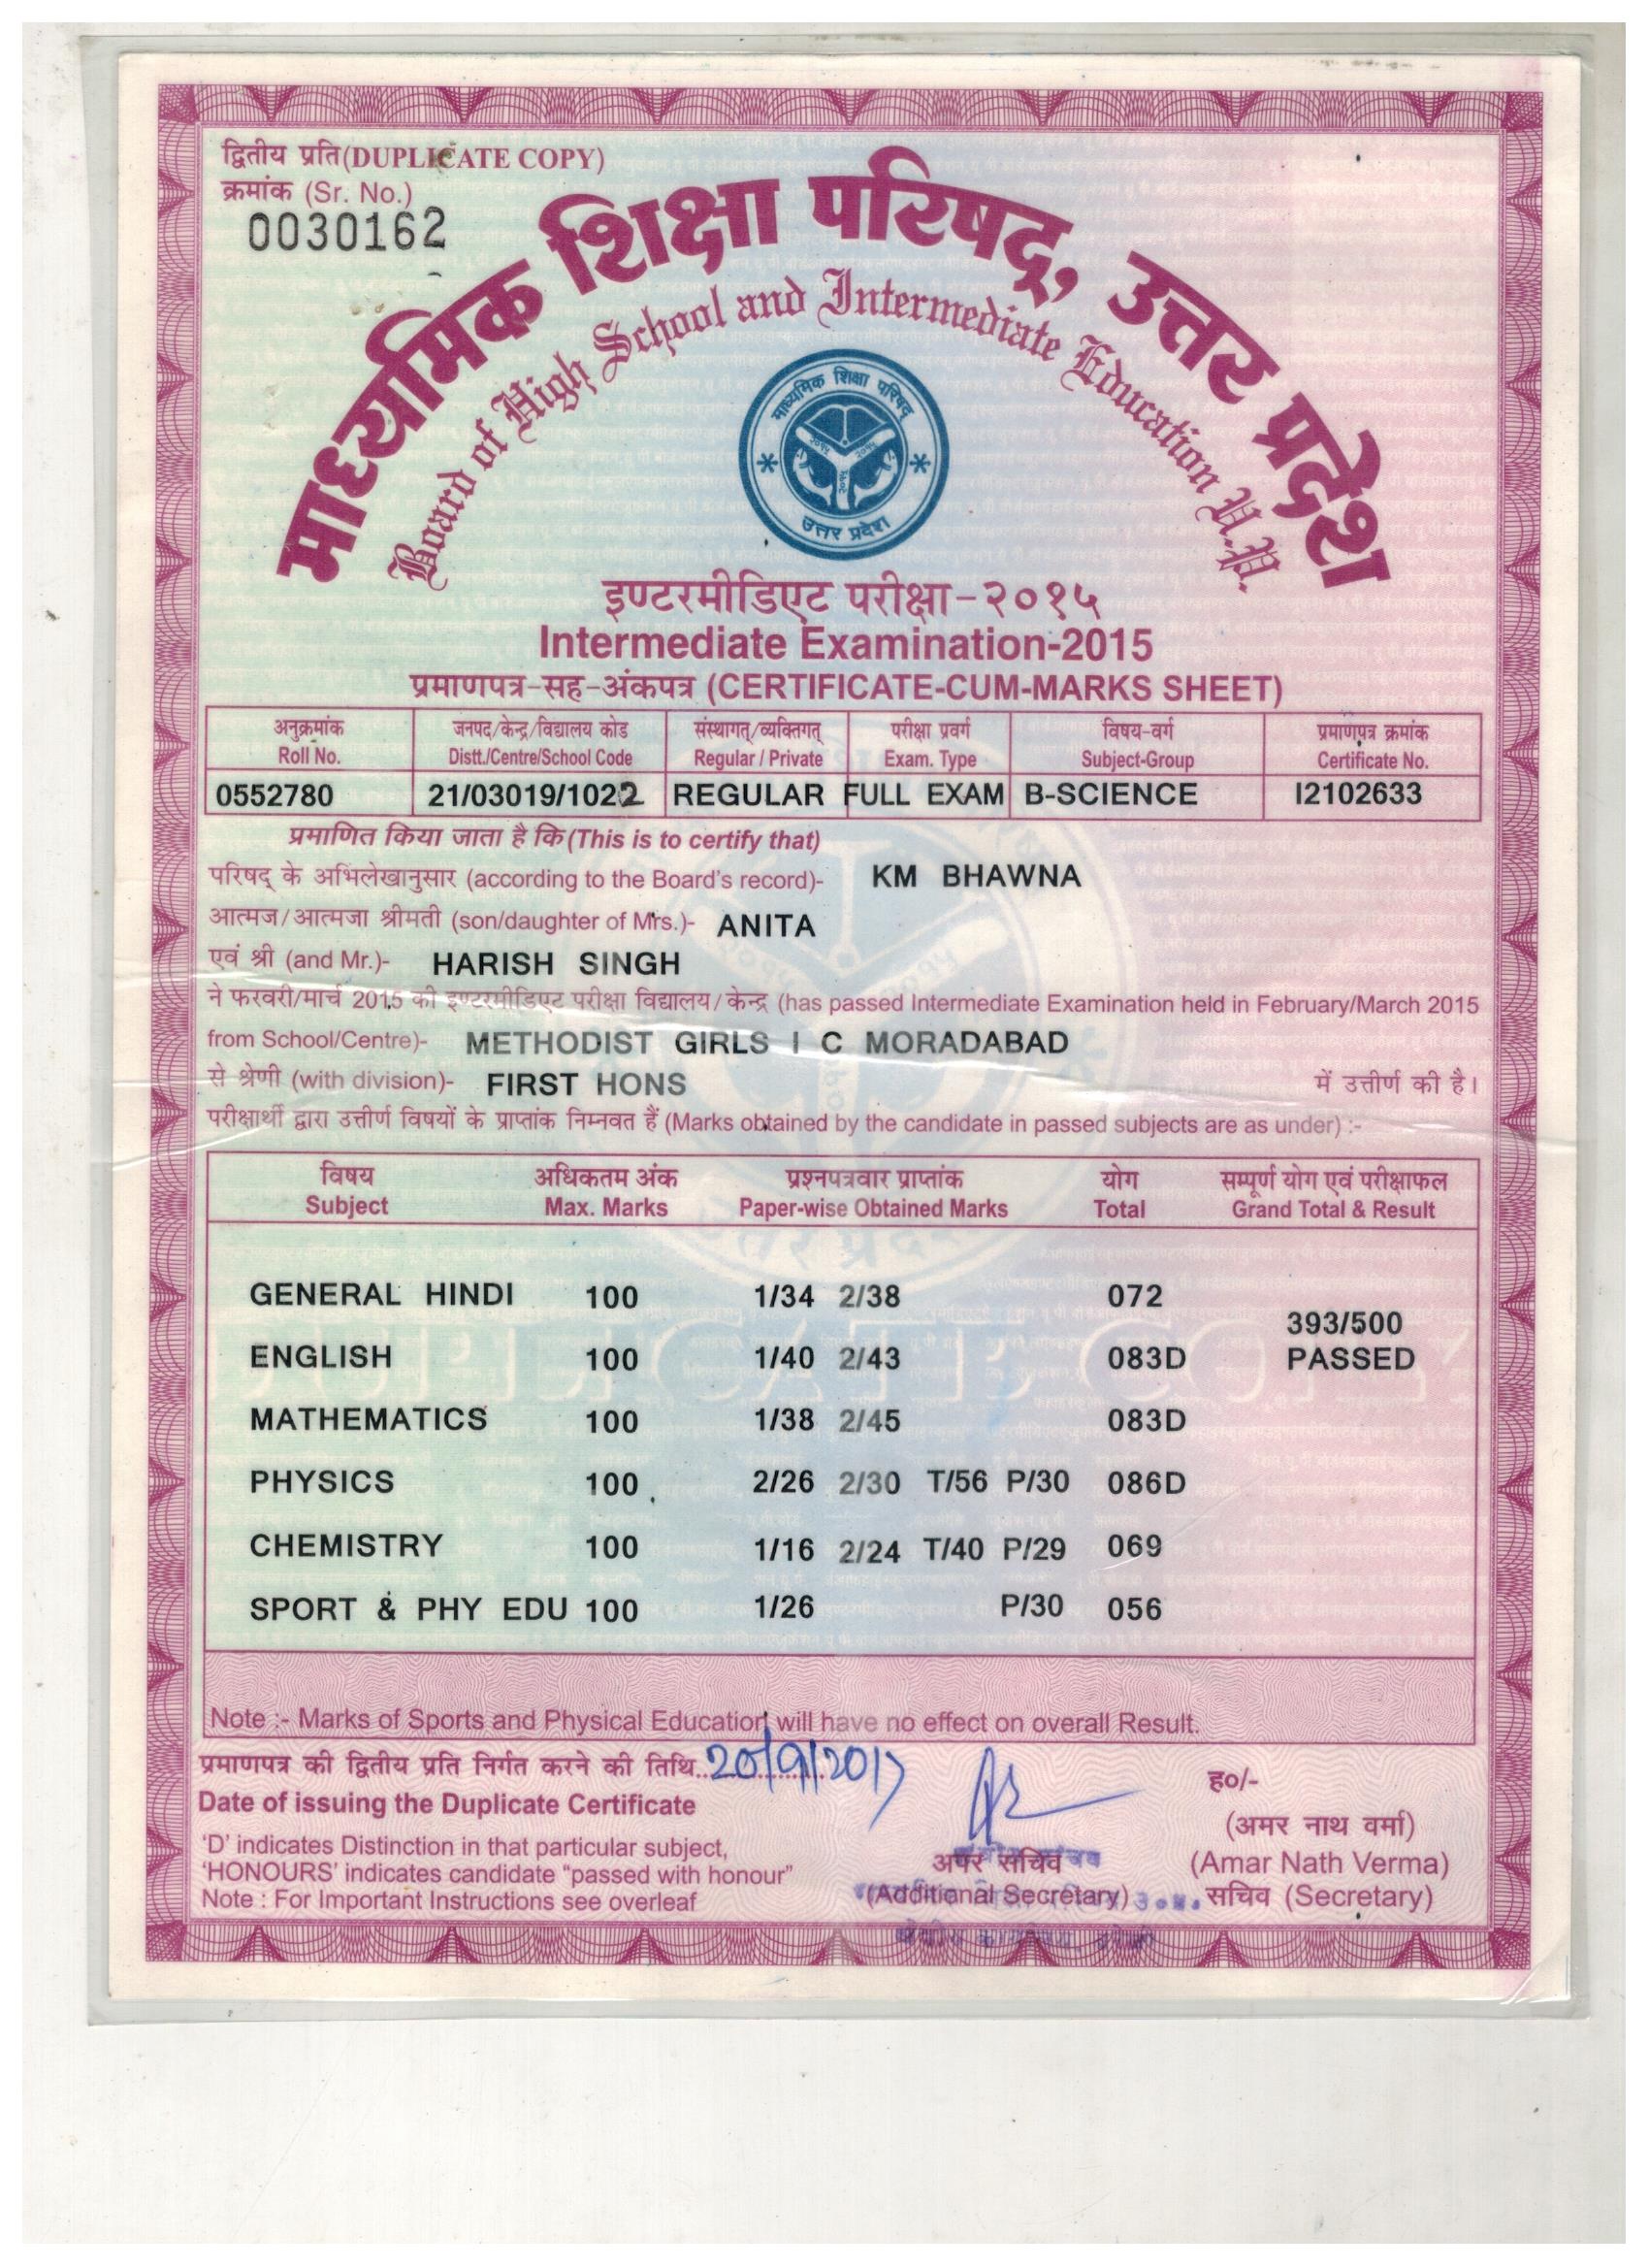 द्वितीय प्रति(DUPLICATE COPY)
क्रमांक (Sr. No.)
0030162
माध्यमिक शिक्षा परिषद्, उत्तर प्रदेश
Board of High School and Intermediate Education U.P.
माध्यमिक शिक्षा परिषद्
उत्तर प्रदेश
इण्टरमीडिएट परीक्षा-२०१५
Intermediate Examination-2015
प्रमाणपत्र-सह-अंकपत्र (CERTIFICATE-CUM-MARKS SHEET)
अनुक्रमांक जनपद/केन्द्र/विद्यालय कोड संस्थागत्/व्यक्तिगत् परीक्षा प्रवर्ग विषय-वर्ग प्रमाणपत्र क्रमांक
Roll No. Distt./Centre/School Code Regular / Private Exam. Type Subject-Group Certificate No.
0552780 21/03019/1022 REGULAR FULL EXAM B-SCIENCE I2102633
प्रमाणित किया जाता है कि (This is to certify that)
परिषद् के अभिलेखानुसार (according to the Board's record)- KM BHAWNA
आत्मज/आत्मजा श्रीमती (son/daughter of Mrs.)- ANITA
एवं श्री (and Mr.)- HARISH SINGH
ने फरवरी/मार्च 2015 की इण्टरमीडिएट परीक्षा विद्यालय/केन्द्र (has passed Intermediate Examination held in February/March 2015
from School/Centre)- METHODIST GIRLS I C MORADABAD
से श्रेणी (with division)- FIRST HONS में उत्तीर्ण की है।
परीक्षार्थी द्वारा उत्तीर्ण विषयों के प्राप्तांक निम्नवत हैं (Marks obtained by the candidate in passed subjects are as under) :-
विषय अधिकतम अंक प्रश्नपत्रवार प्राप्तांक योग सम्पूर्ण योग एवं परीक्षाफल
Subject Max. Marks Paper-wise Obtained Marks Total Grand Total & Result
GENERAL HINDI 100 1/34 2/38 072
393/500
ENGLISH 100 1/40 2/43 083D PASSED
MATHEMATICS 100 1/38 2/45 083D
PHYSICS 100 2/26 2/30 T/56 P/30 086D
CHEMISTRY 100 1/16 2/24 T/40 P/29 069
SPORT & PHY EDU 100 1/26 P/30 056
DUPLICATE COPY
Note :- Marks of Sports and Physical Education will have no effect on overall Result.
प्रमाणपत्र की द्वितीय प्रति निर्गत करने की तिथि 20/9/2017
Date of issuing the Duplicate Certificate
ह०/-
(अमर नाथ वर्मा)
'D' indicates Distinction in that particular subject,
अपर सचिव (Amar Nath Verma)
'HONOURS' indicates candidate "passed with honour"
(Additional Secretary) सचिव (Secretary)
Note : For Important Instructions see overleaf